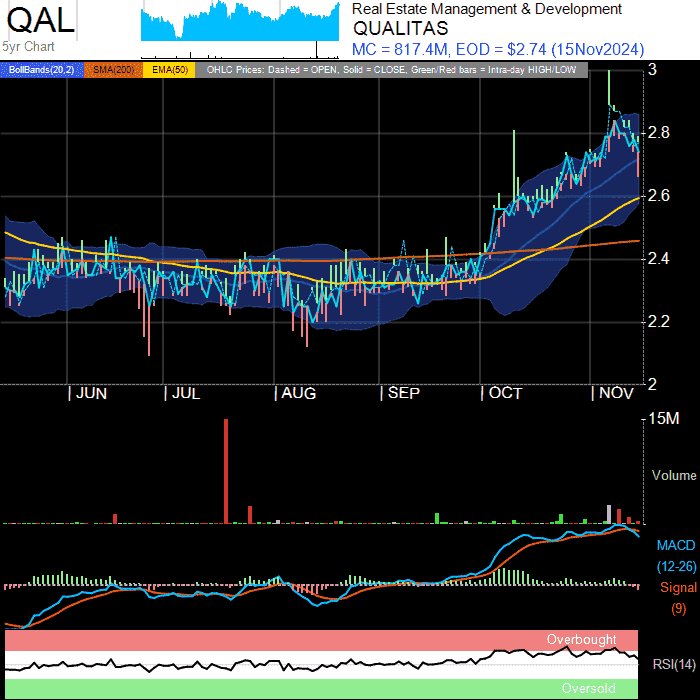 QAL
5yr Chart
Real Estate Management & Development
QUALITAS
MC = 817.4M, EOD = $2.74 (15Nov2024)
BollBands(20,2) SMA(200) EMA(50) OHLC Prices: Dashed = OPEN, Solid = CLOSE, Green/Red bars = Intra-day HIGH/LOW
3
2.8
2.6
2.4
2.2
2
JUN JUL AUG SEP OCT NOV
15M
Volume
MACD
(12-26)
Signal
(9)
Overbought
RSI(14)
Oversold